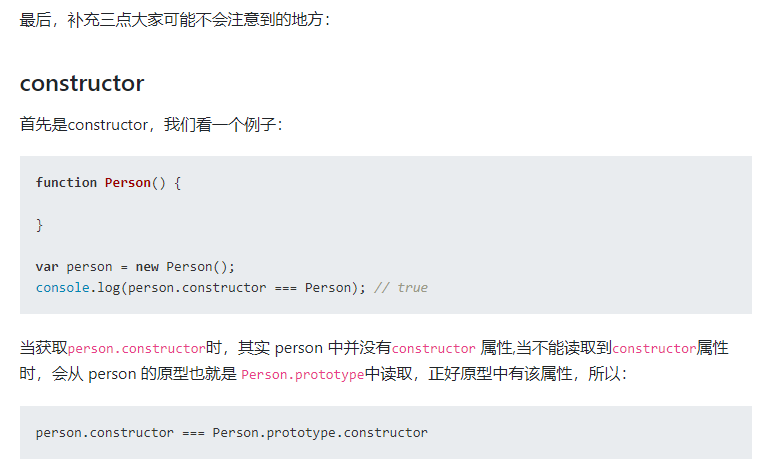 最后，补充三点大家可能不会注意到的地方：
constructor
首先是constructor，我们看一个例子：
function Person() {
}
var person = new Person();
console.log(person.constructor === Person); // true
当获取person.constructor时，其实 person 中并没有constructor 属性,当不能读取到constructor属性
时，会从 person 的原型也就是 Person.prototype中读取，正好原型中有该属性，所以：
person.constructor === Person.prototype.constructor